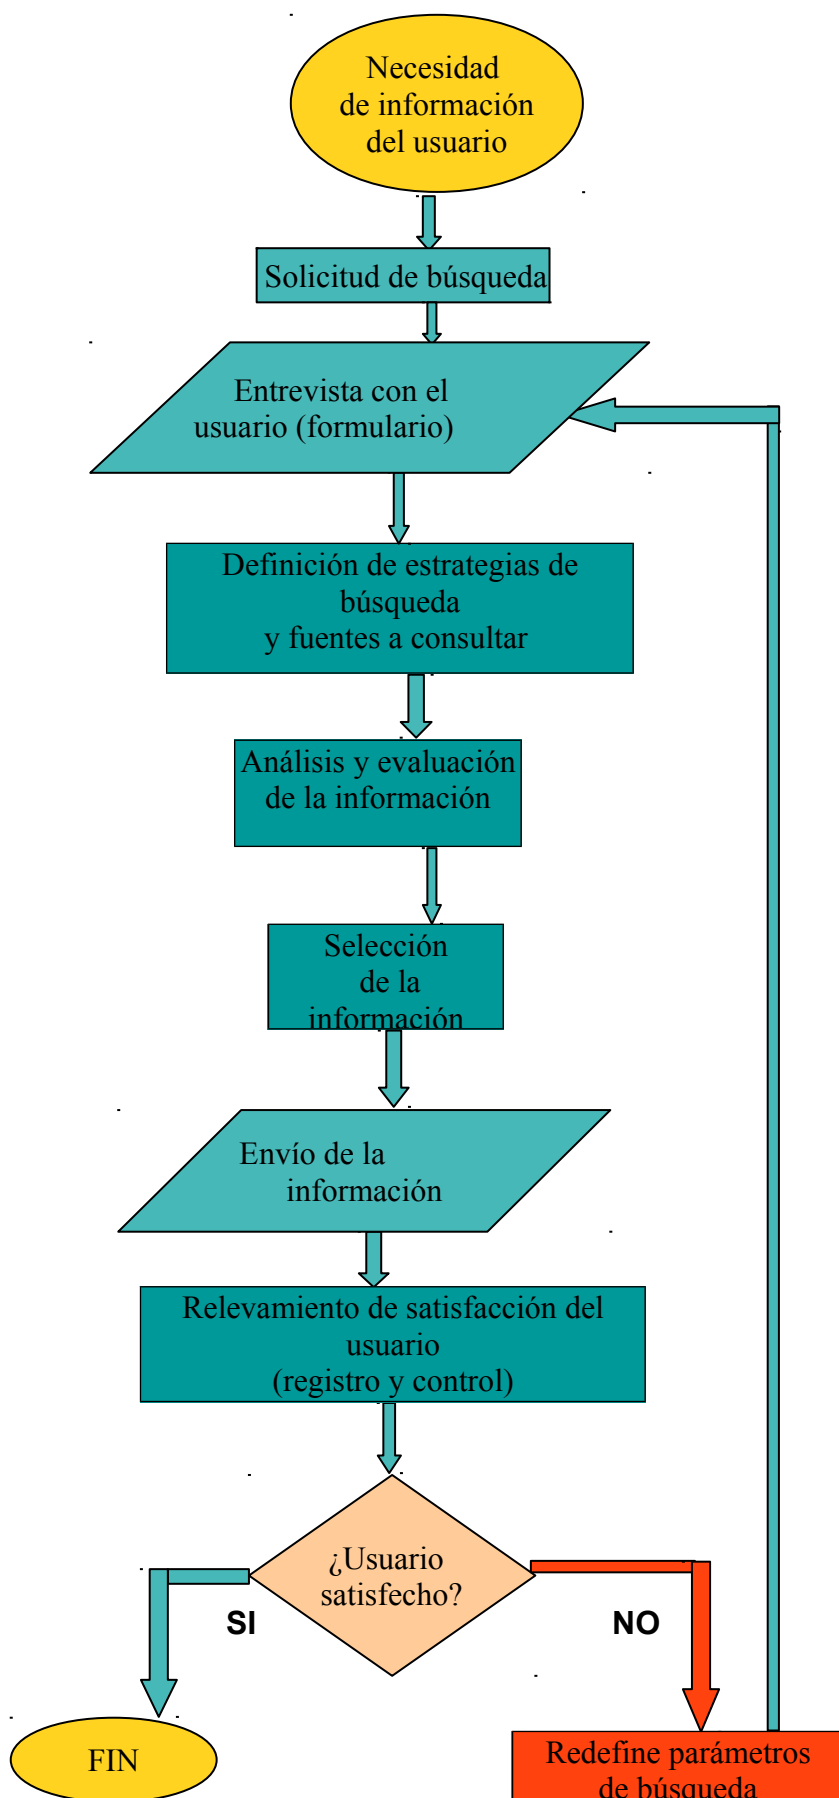 Necesidad
de información
del usuario
Solicitud de búsqueda
Entrevista con el
usuario (formulario)
Definición de estrategias de
búsqueda
y fuentes a consultar
Análisis y evaluación
de la información
Selección
de la
información
Envío de la
información
Relevamiento de satisfacción del
usuario
(registro y control)
¿Usuario
satisfecho?
SI
NO
FIN
Redefine parámetros
de búsqueda